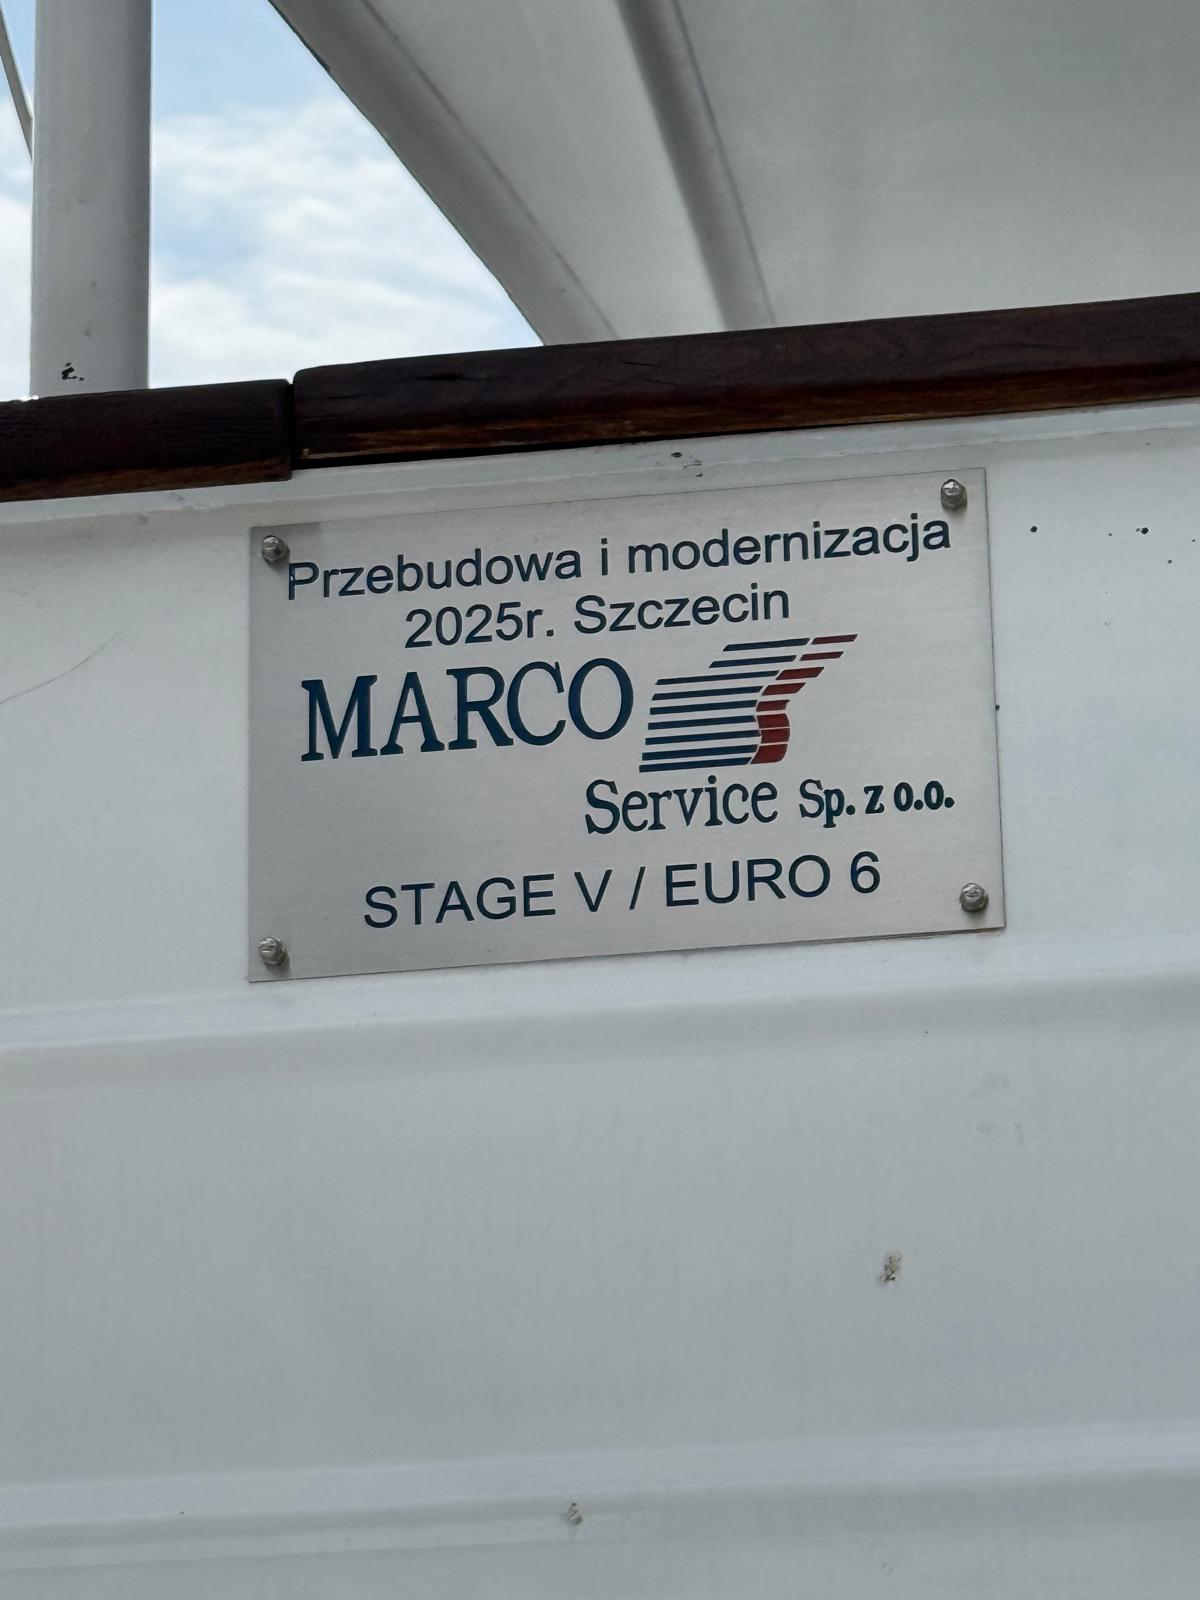 Przebudowa i modernizacja
2025r. Szczecin
MARCO
Service Sp. z o.o.
STAGE V / EURO 6